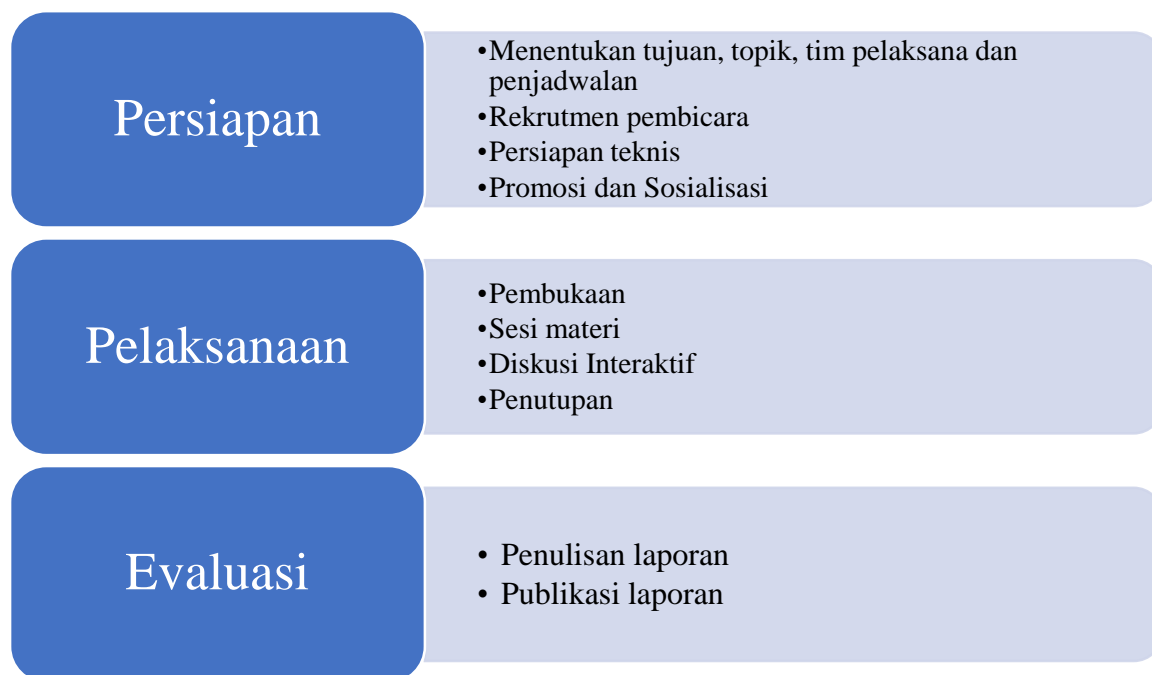 Persiapan
•Menentukan tujuan, topik, tim pelaksana dan
penjadwalan
•Rekrutmen pembicara
•Persiapan teknis
•Promosi dan Sosialisasi
Pelaksanaan
•Pembukaan
•Sesi materi
•Diskusi Interaktif
•Penutupan
Evaluasi
• Penulisan laporan
• Publikasi laporan